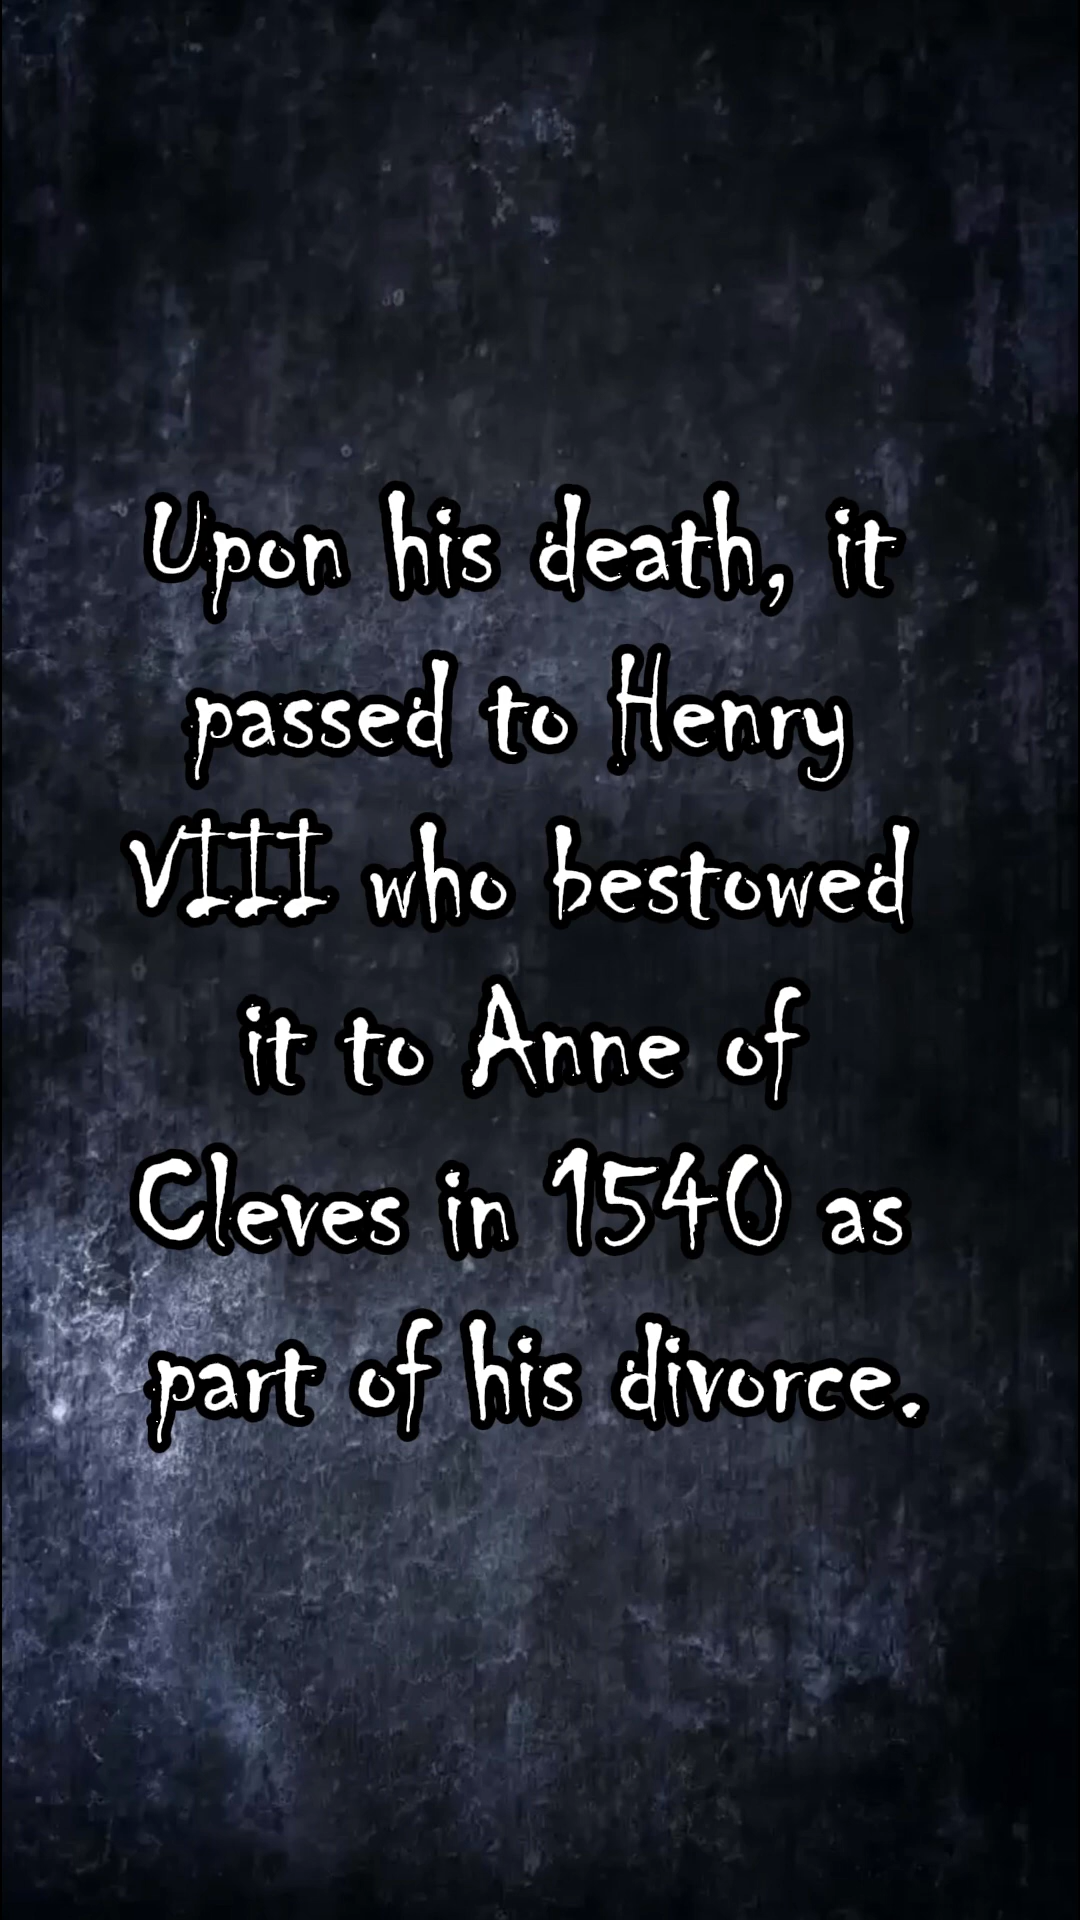 Upon his death, it
passed to Henry
VIII who bestowed
it to Anne of
Cleves in 1540 as
part of his divorce.